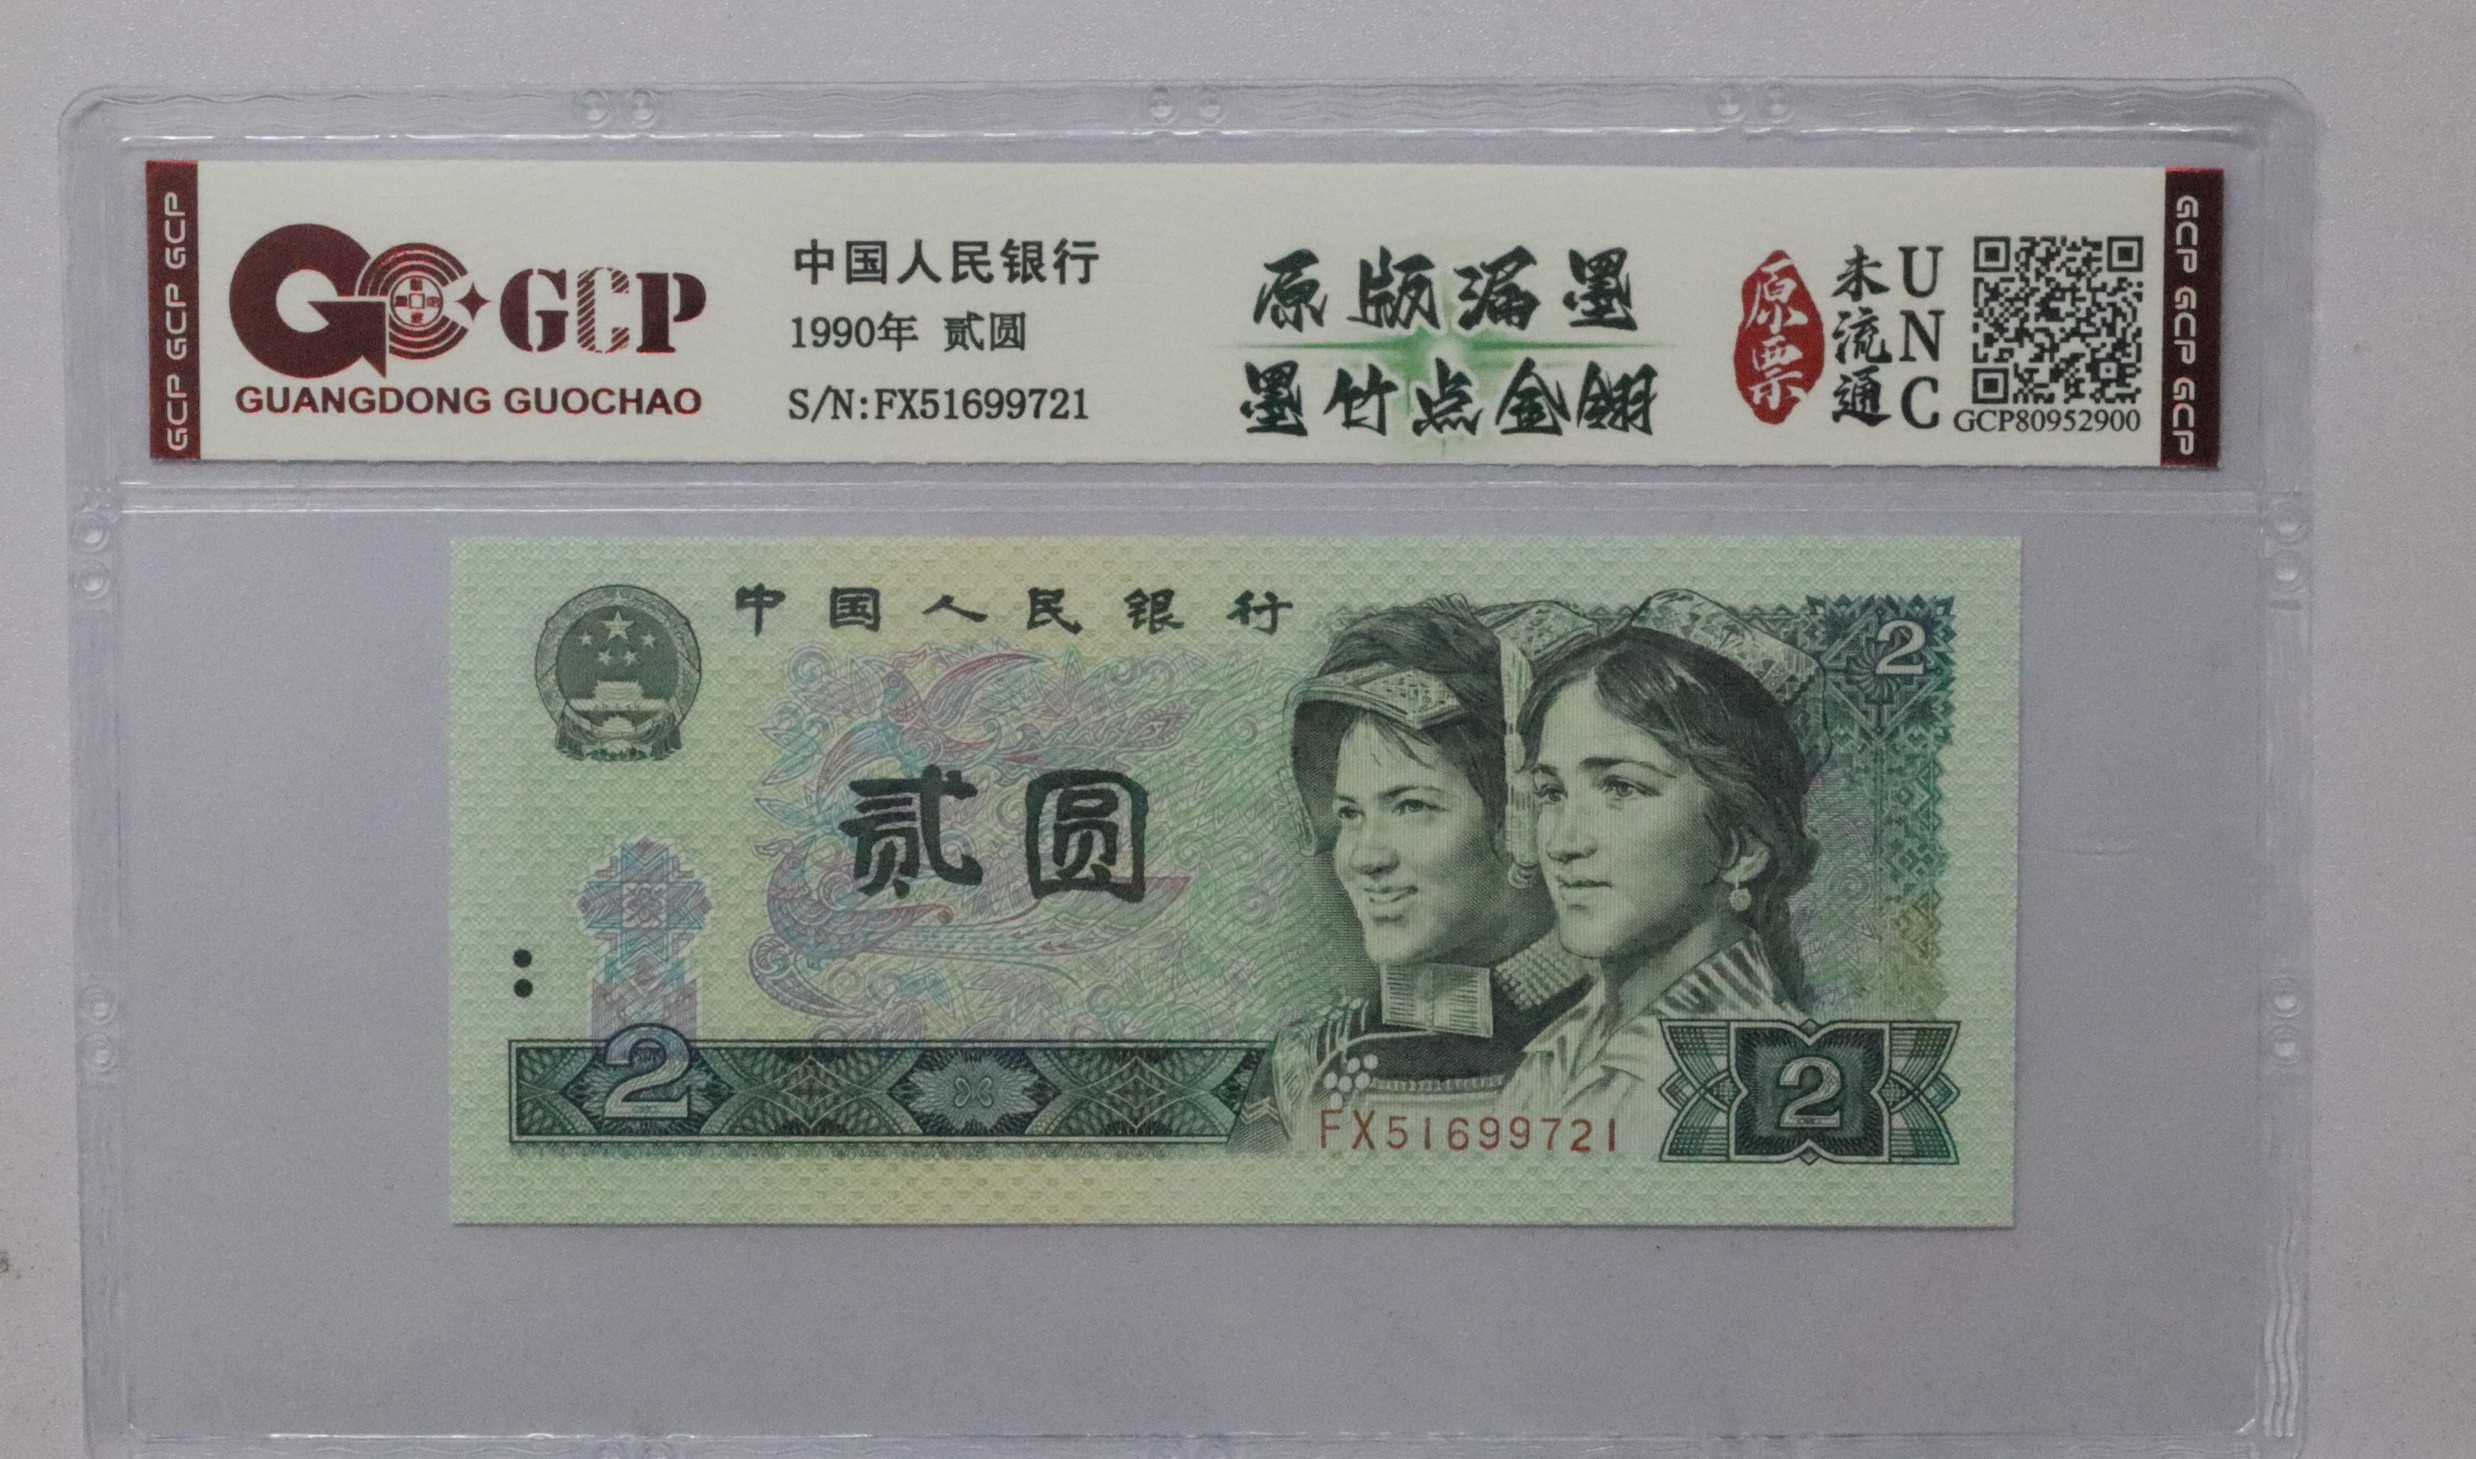 GCP GCP GCP
GCP
GUANGDONG GUOCHAO
中国人民银行
1990年 贰圆
S/N:FX51699721
原版漏墨
墨竹点金翎
原票
未流通
UNC
GCP80952900
GCP GCP GCP
中国人民银行
2
贰圆
2
FX51699721
2